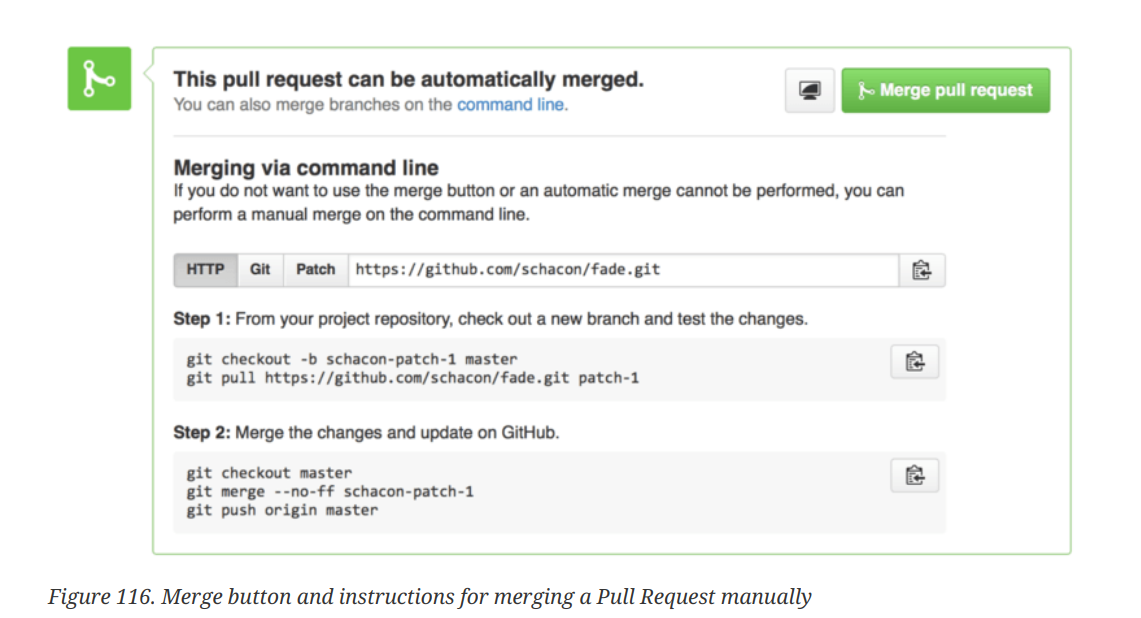 This pull request can be automatically merged.
You can also merge branches on the command line.
Merge pull request
Merging via command line
If you do not want to use the merge button or an automatic merge cannot be performed, you can
perform a manual merge on the command line.
HTTP Git Patch https://github.com/schacon/fade.git
Step 1: From your project repository, check out a new branch and test the changes.
git checkout -b schacon-patch-1 master
git pull https://github.com/schacon/fade.git patch-1
Step 2: Merge the changes and update on GitHub.
git checkout master
git merge --no-ff schacon-patch-1
git push origin master
Figure 116. Merge button and instructions for merging a Pull Request manually